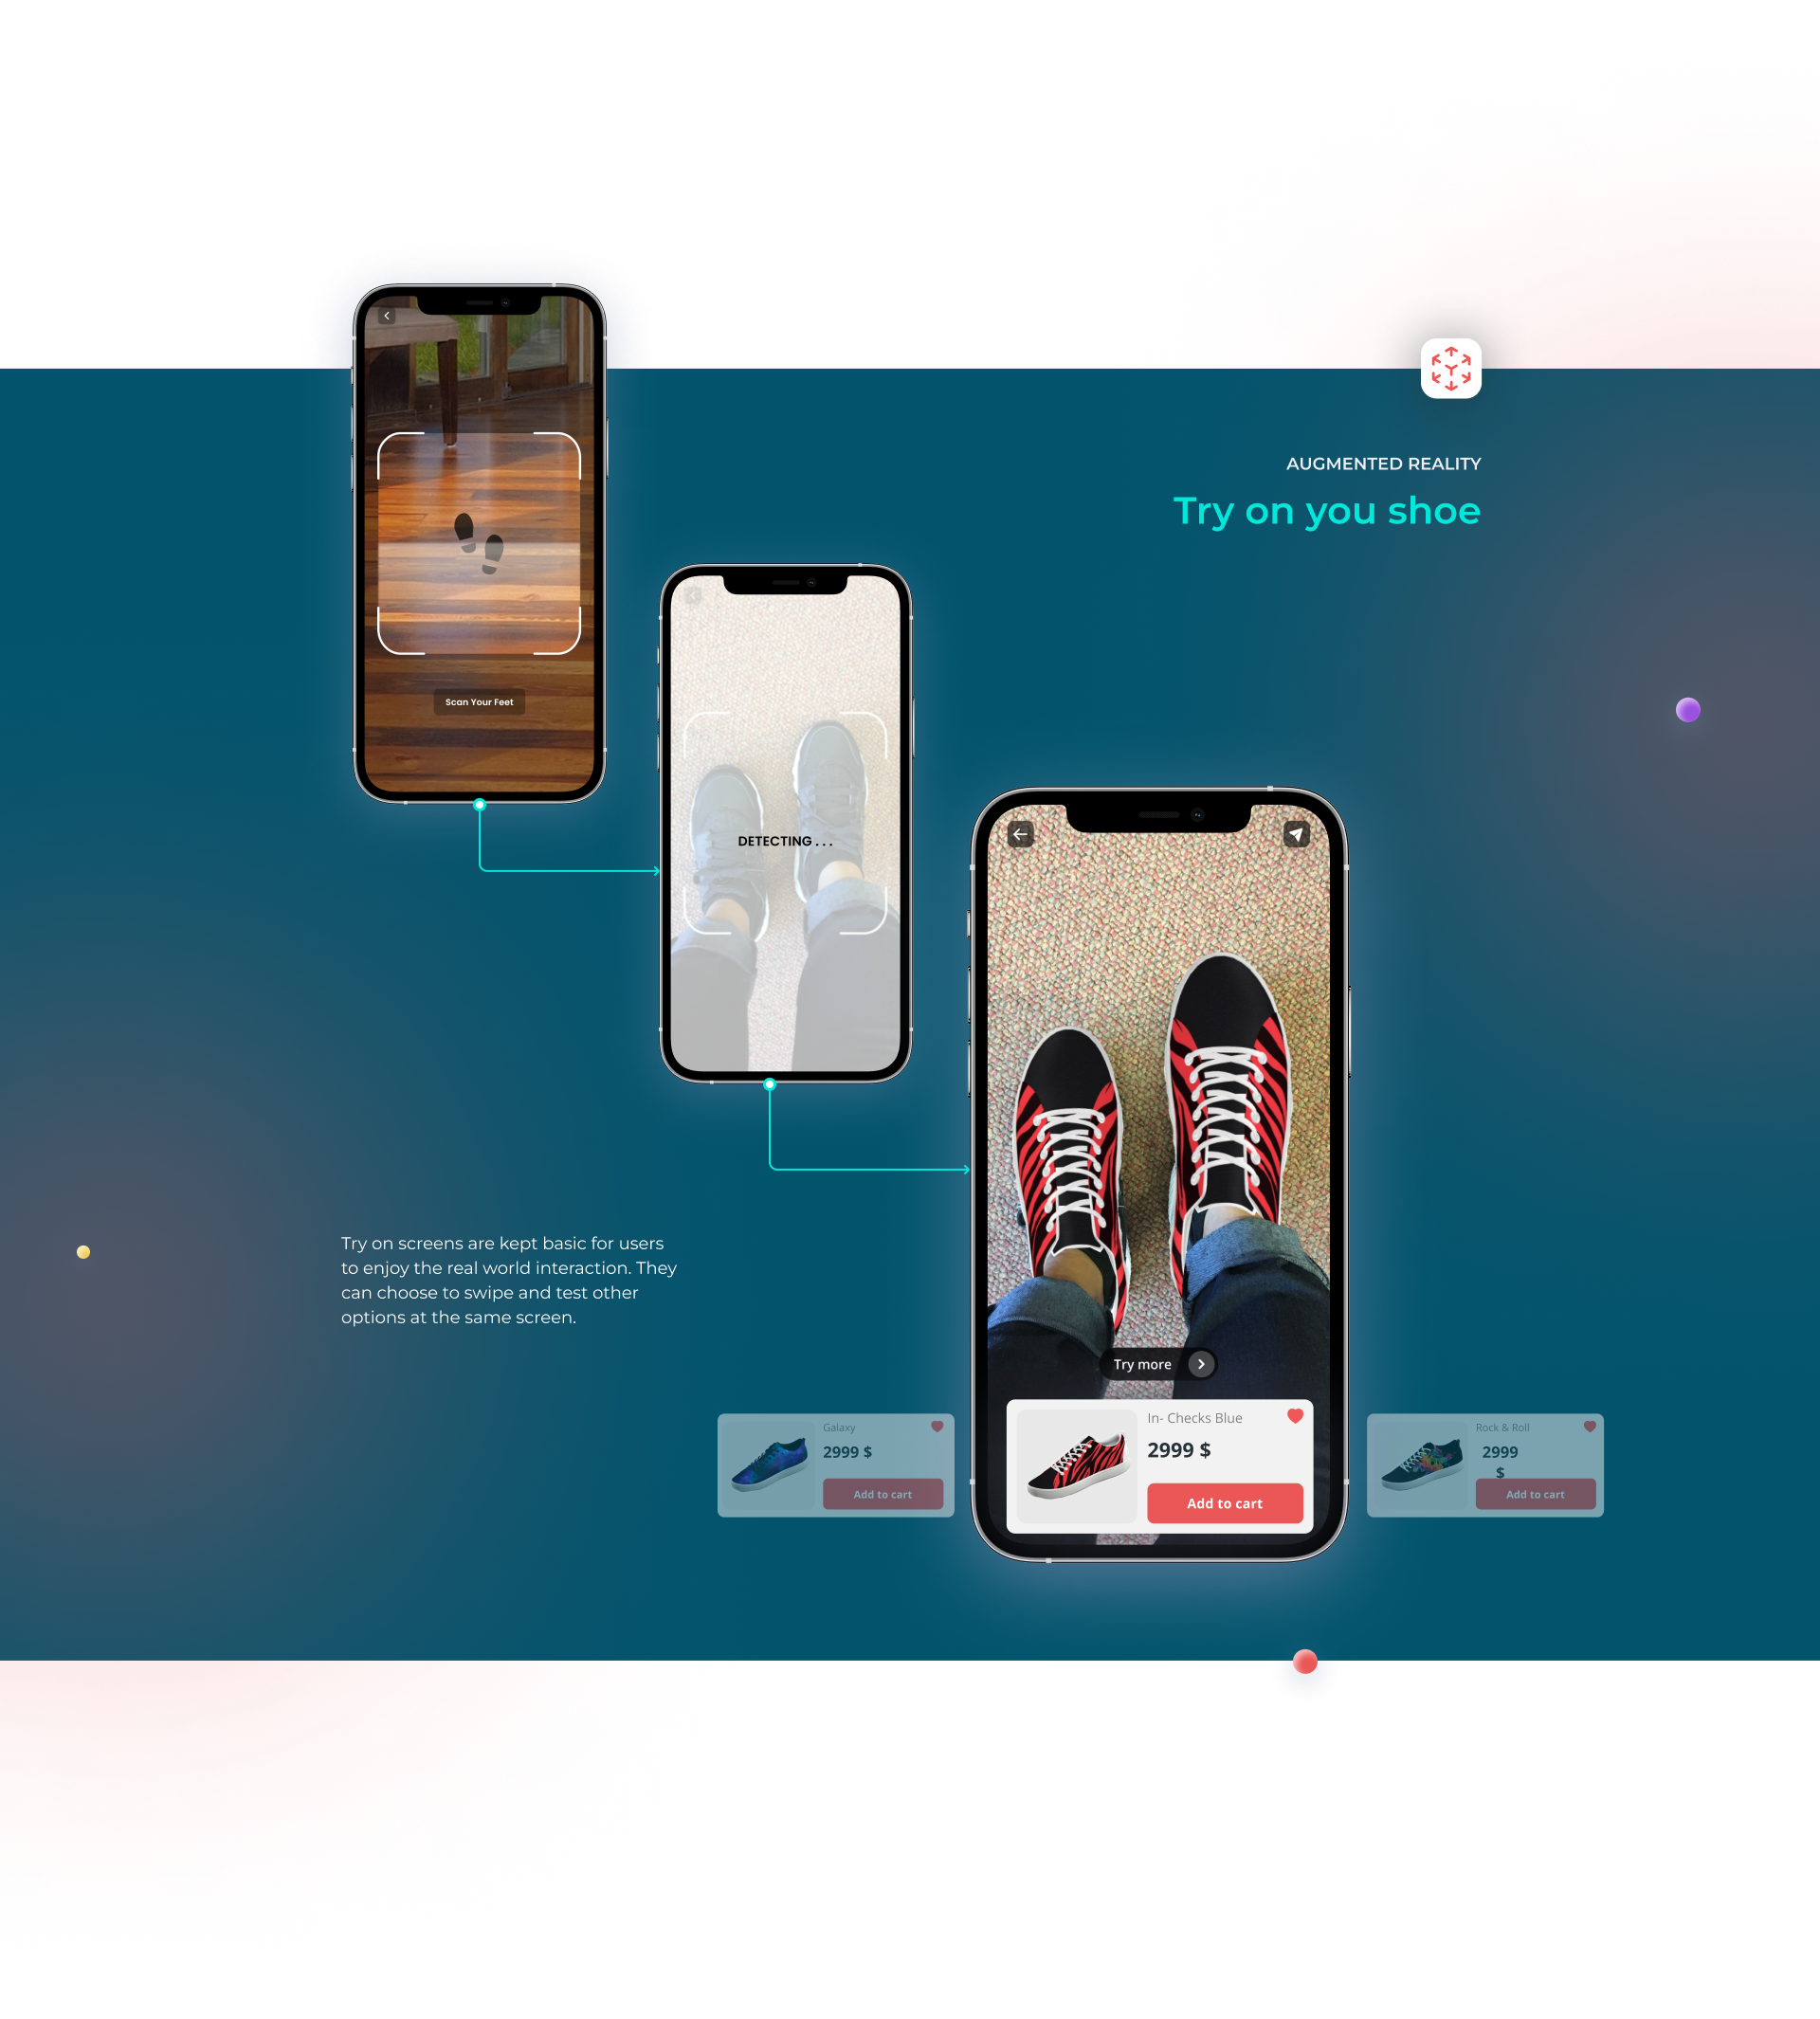 AUGMENTED REALITY
Try on you shoe
Scan Your Feet
DETECTING . . .
Try on screens are kept basic for users
to enjoy the real world interaction. They
can choose to swipe and test other
options at the same screen.
Try more
Galaxy
2999 $
Add to cart
In- Checks Blue
2999 $
Add to cart
Rock & Roll
2999
$
Add to cart